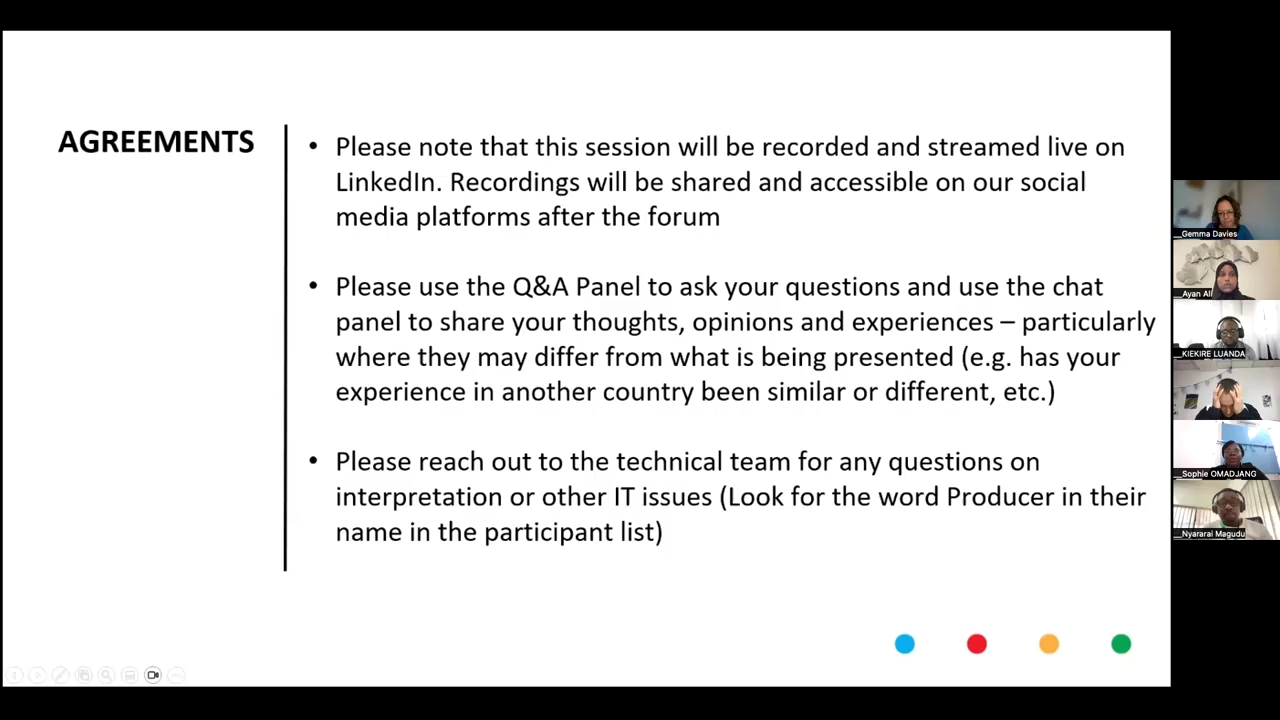 AGREEMENTS
• Please note that this session will be recorded and streamed live on
LinkedIn. Recordings will be shared and accessible on our social
media platforms after the forum
• Please use the Q&A Panel to ask your questions and use the chat
panel to share your thoughts, opinions and experiences – particularly
where they may differ from what is being presented (e.g. has your
experience in another country been similar or different, etc.)
• Please reach out to the technical team for any questions on
interpretation or other IT issues (Look for the word Producer in their
name in the participant list)
__Gemma Davies
__Ayan Ali
__KIEKIRE LUANDA
__Sophie OMADJANG
__Nyararai Magudu